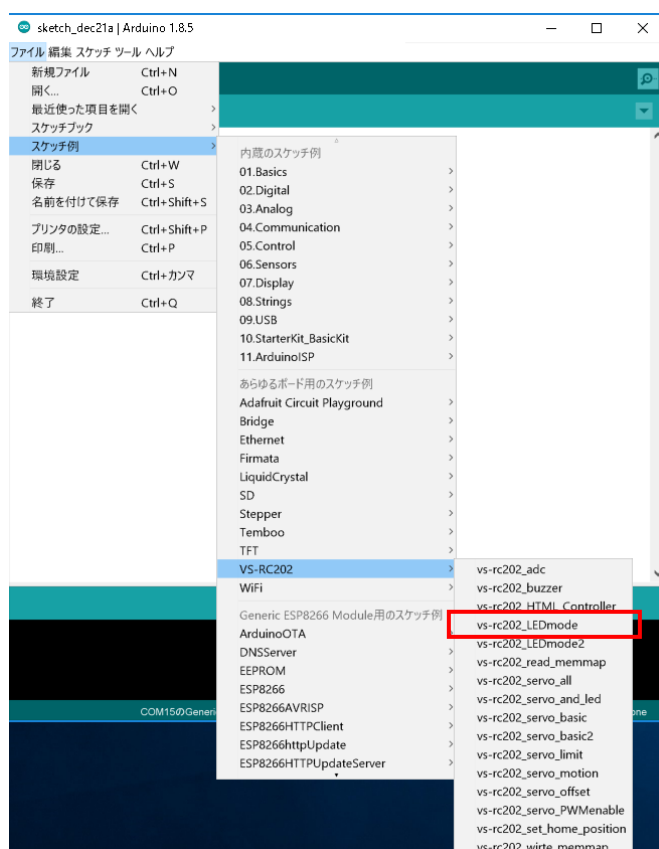 sketch_dec21a | Arduino 1.8.5
ファイル 編集 スケッチ ツール ヘルプ
新規ファイル Ctrl+N
開く... Ctrl+O
最近使った項目を開く
スケッチブック
スケッチ例
閉じる Ctrl+W
保存 Ctrl+S
名前を付けて保存 Ctrl+Shift+S
プリンタの設定... Ctrl+Shift+P
印刷... Ctrl+P
環境設定 Ctrl+カンマ
終了 Ctrl+Q
内蔵のスケッチ例
01.Basics
02.Digital
03.Analog
04.Communication
05.Control
06.Sensors
07.Display
08.Strings
09.USB
10.StarterKit_BasicKit
11.ArduinoISP
あらゆるボード用のスケッチ例
Adafruit Circuit Playground
Bridge
Ethernet
Firmata
LiquidCrystal
SD
Stepper
Temboo
TFT
VS-RC202
WiFi
Generic ESP8266 Module用のスケッチ例
ArduinoOTA
DNSServer
EEPROM
ESP8266
ESP8266AVRISP
ESP8266HTTPClient
ESP8266httpUpdate
ESP8266HTTPUpdateServer
vs-rc202_adc
vs-rc202_buzzer
vs-rc202_HTML_Controller
vs-rc202_LEDmode
vs-rc202_LEDmode2
vs-rc202_read_memmap
vs-rc202_servo_all
vs-rc202_servo_and_led
vs-rc202_servo_basic
vs-rc202_servo_basic2
vs-rc202_servo_limit
vs-rc202_servo_motion
vs-rc202_servo_offset
vs-rc202_servo_PWMenable
vs-rc202_set_home_position
vs-rc202_wirte_memmap
COM15のGeneri
one